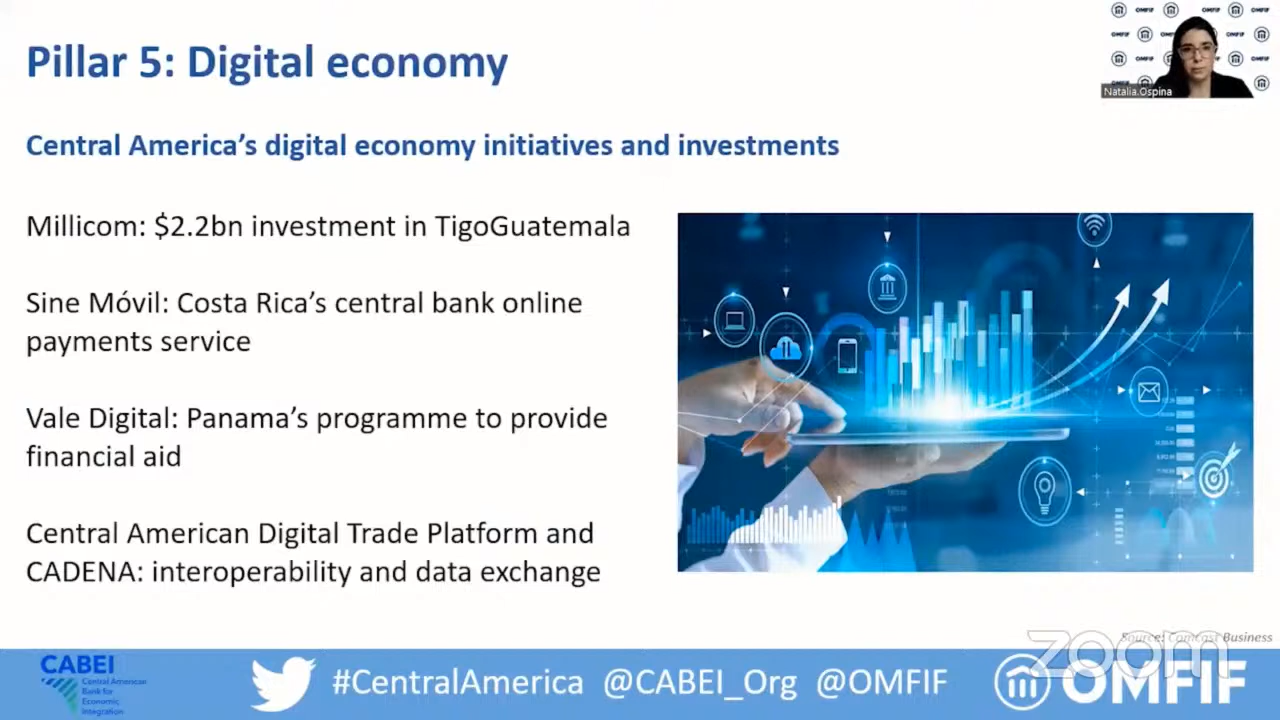 Pillar 5: Digital economy
OMFIF
Natalia.Ospina
Central America's digital economy initiatives and investments
Millicom: $2.2bn investment in TigoGuatemala
Sine Móvil: Costa Rica's central bank online
payments service
Vale Digital: Panama's programme to provide
financial aid
Central American Digital Trade Platform and
CADENA: interoperability and data exchange
Source: Comcast Business
zoom
CABEI
Central American
Bank for
Economic
Integration
#CentralAmerica @CABEI_Org @OMFIF
OMFIF